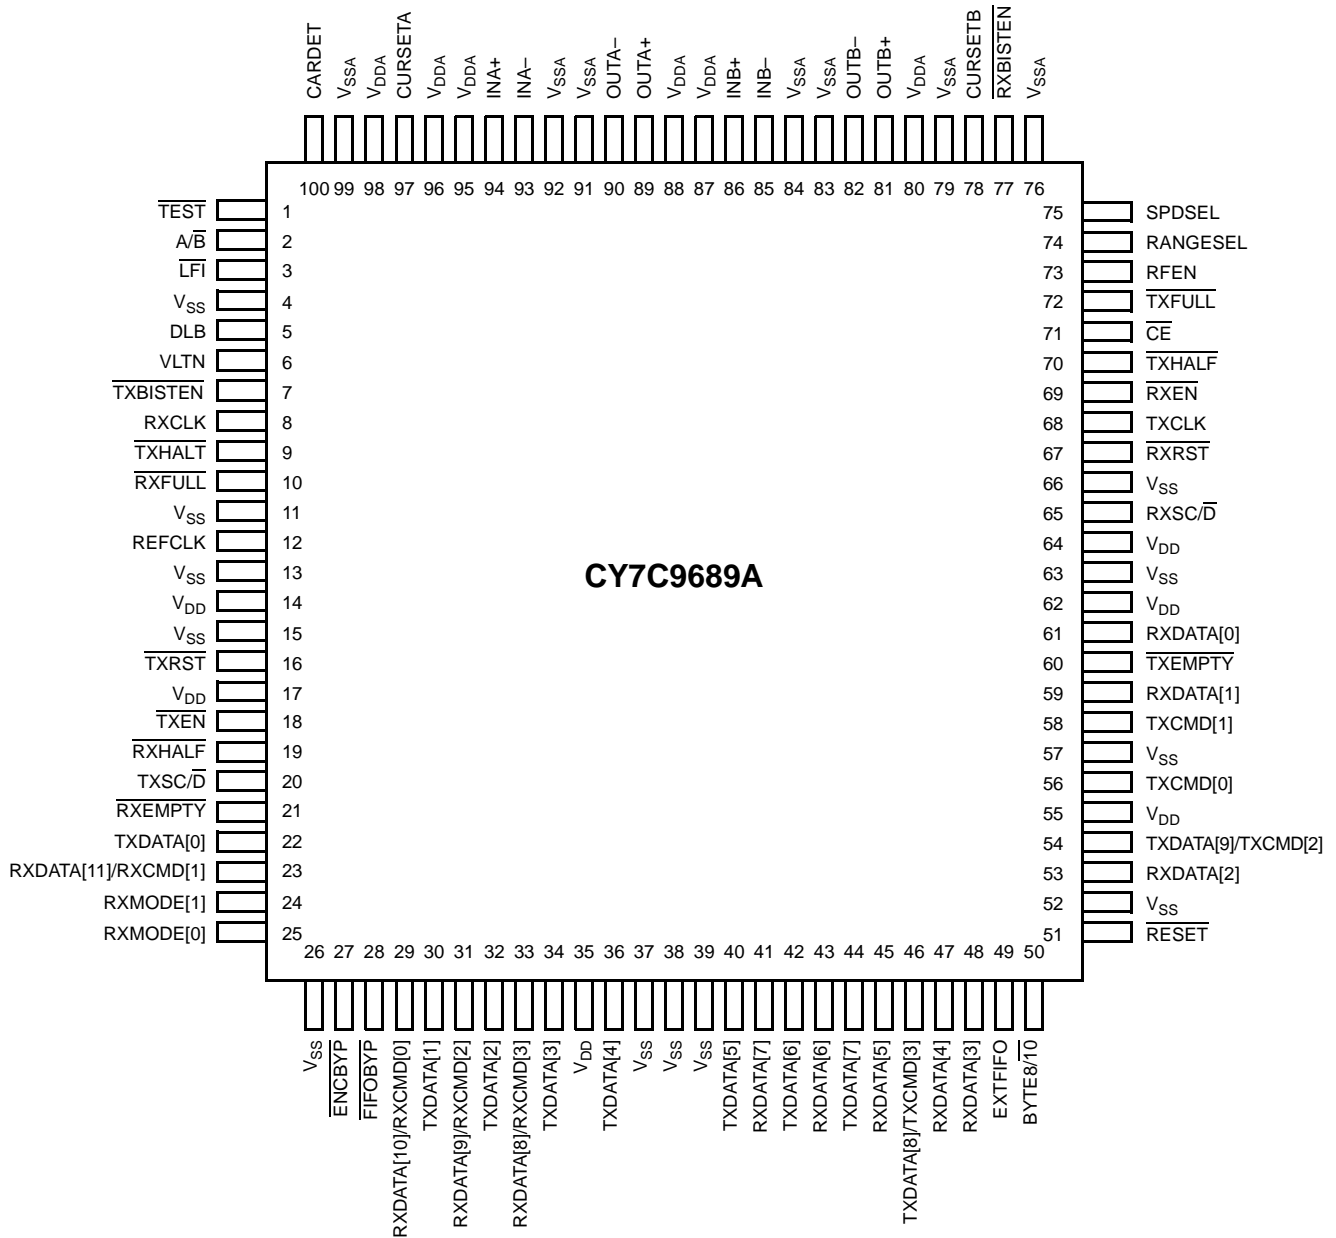 CARDET
VSSA
VDDA
CURSETA
VDDA
VDDA
INA+
INA–
VSSA
VSSA
OUTA–
OUTA+
VDDA
VDDA
INB+
INB–
VSSA
VSSA
OUTB–
OUTB+
VDDA
VSSA
CURSETB
RXBISTEN
VSSA
100 99 98 97 96 95 94 93 92 91 90 89 88 87 86 85 84 83 82 81 80 79 78 77 76
TEST 1
A/B 2
LFI 3
VSS 4
DLB 5
VLTN 6
TXBISTEN 7
RXCLK 8
TXHALT 9
RXFULL 10
VSS 11
REFCLK 12
VSS 13
VDD 14
VSS 15
TXRST 16
VDD 17
TXEN 18
RXHALF 19
TXSC/D 20
RXEMPTY 21
TXDATA[0] 22
RXDATA[11]/RXCMD[1] 23
RXMODE[1] 24
RXMODE[0] 25
CY7C9689A
75 SPDSEL
74 RANGESEL
73 RFEN
72 TXFULL
71 CE
70 TXHALF
69 RXEN
68 TXCLK
67 RXRST
66 VSS
65 RXSC/D
64 VDD
63 VSS
62 VDD
61 RXDATA[0]
60 TXEMPTY
59 RXDATA[1]
58 TXCMD[1]
57 VSS
56 TXCMD[0]
55 VDD
54 TXDATA[9]/TXCMD[2]
53 RXDATA[2]
52 VSS
51 RESET
26 27 28 29 30 31 32 33 34 35 36 37 38 39 40 41 42 43 44 45 46 47 48 49 50
VSS
ENCBYP
FIFOBYP
RXDATA[10]/RXCMD[0]
TXDATA[1]
RXDATA[9]/RXCMD[2]
TXDATA[2]
RXDATA[8]/RXCMD[3]
TXDATA[3]
VDD
TXDATA[4]
VSS
VSS
VSS
TXDATA[5]
RXDATA[7]
TXDATA[6]
RXDATA[6]
TXDATA[7]
RXDATA[5]
TXDATA[8]/TXCMD[3]
RXDATA[4]
RXDATA[3]
EXTFIFO
BYTE8/10